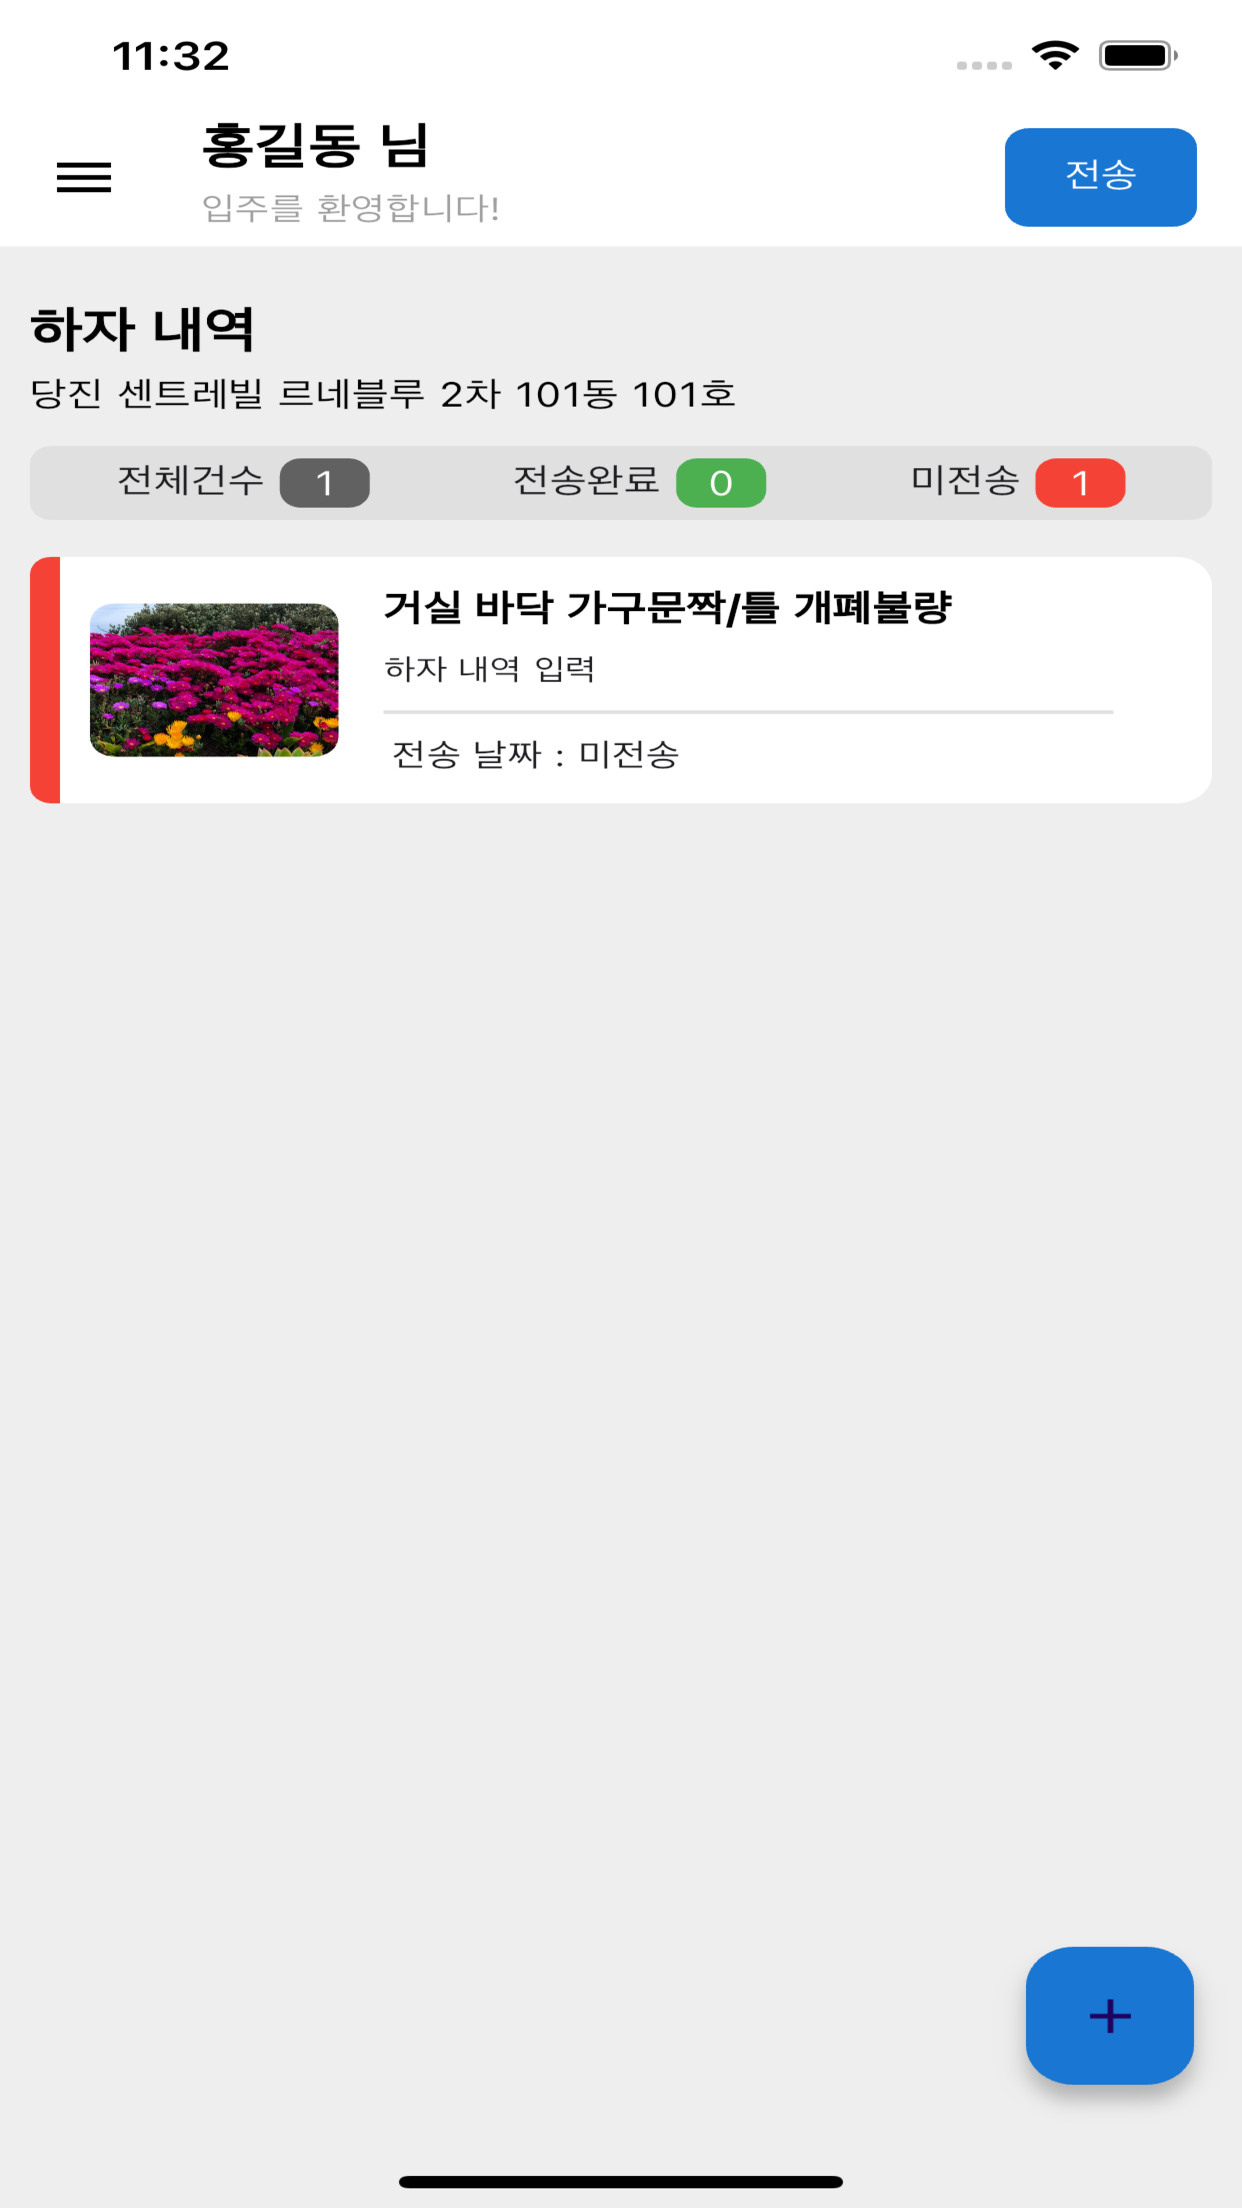 11:32
홍길동 님
입주를 환영합니다!
전송
하자 내역
당진 센트레빌 르네블루 2차 101동 101호
전체건수 1 전송완료 0 미전송 1
거실 바닥 가구문짝/틀 개폐불량
하자 내역 입력
전송 날짜 : 미전송
+